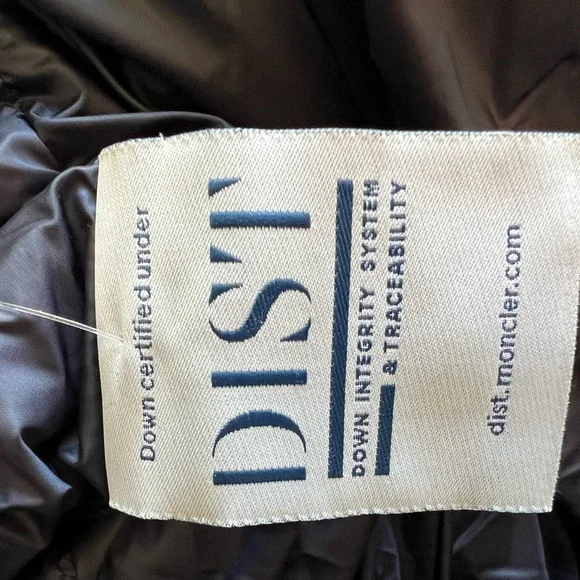 Down certified under
DIST
DOWN INTEGRITY SYSTEM
& TRACEABILITY
dist.moncler.com